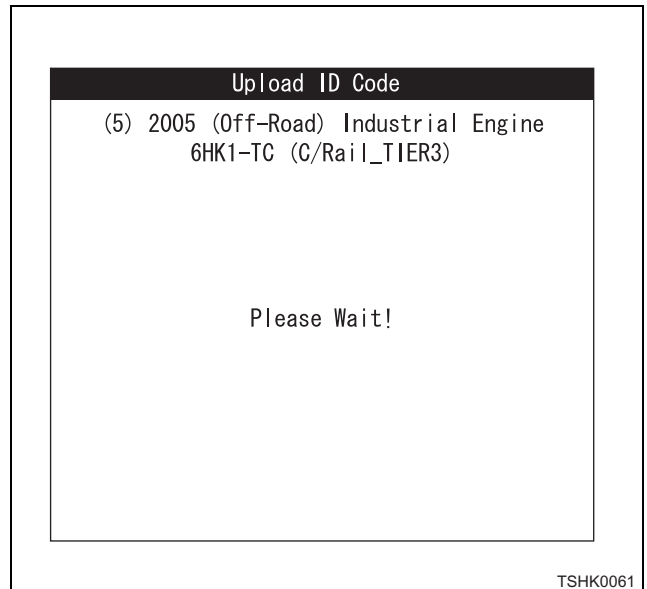 Upload ID Code
(5) 2005 (Off-Road) Industrial Engine
6HK1-TC (C/Rail_TIER3)
Please Wait!
TSHK0061